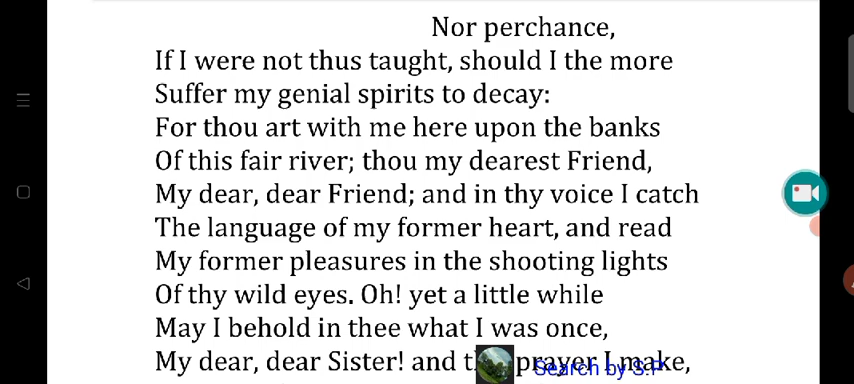 Nor perchance,
If I were not thus taught, should I the more
Suffer my genial spirits to decay:
For thou art with me here upon the banks
Of this fair river; thou my dearest Friend,
My dear, dear Friend; and in thy voice I catch
The language of my former heart, and read
My former pleasures in the shooting lights
Of thy wild eyes. Oh! yet a little while
May I behold in thee what I was once,
My dear, dear Sister! and prayer I make,
Search by S.P